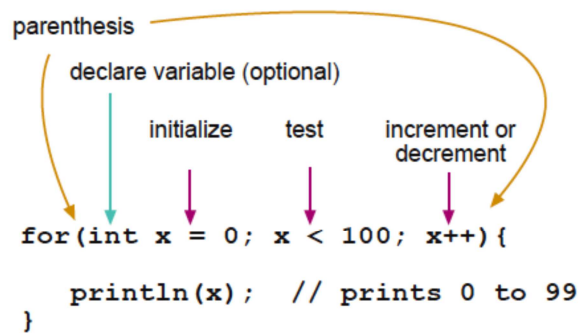 parenthesis
declare variable (optional)
initialize
test
increment or
decrement
for(int x = 0; x < 100; x++){
println(x);  // prints 0 to 99
}